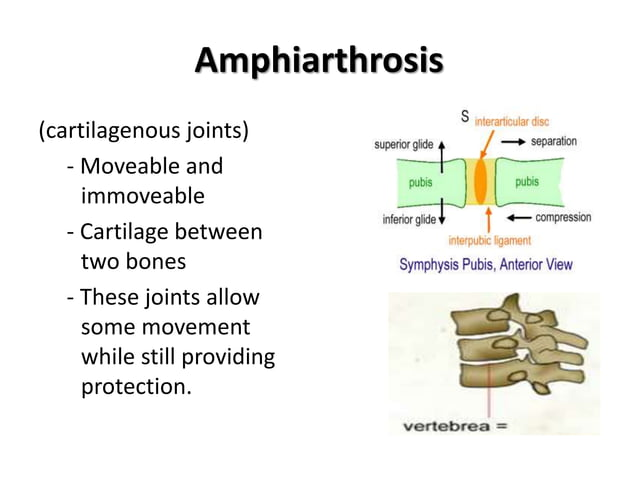 Amphiarthrosis
(cartilagenous joints)
- Moveable and
immoveable
- Cartilage between
two bones
- These joints allow
some movement
while still providing
protection.
S
interarticular disc
superior glide
separation
pubis
pubis
inferior glide
compression
interpubic ligament
Symphysis Pubis, Anterior View
vertebrea =